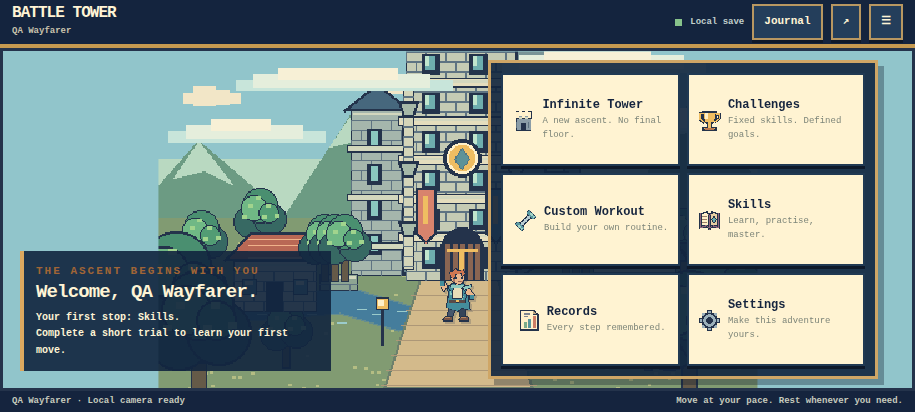 BATTLE TOWER
QA Wayfarer
Local save
Journal
↗
☰
Infinite Tower
A new ascent. No final
floor.
Challenges
Fixed skills. Defined
goals.
Custom Workout
Build your own routine.
Skills
Learn, practise,
master.
Records
Every step remembered.
Settings
Make this adventure
yours.
THE ASCENT BEGINS WITH YOU
Welcome, QA Wayfarer.
Your first stop: Skills.
Complete a short trial to learn your first
move.
QA Wayfarer · Local camera ready
Move at your pace. Rest whenever you need.